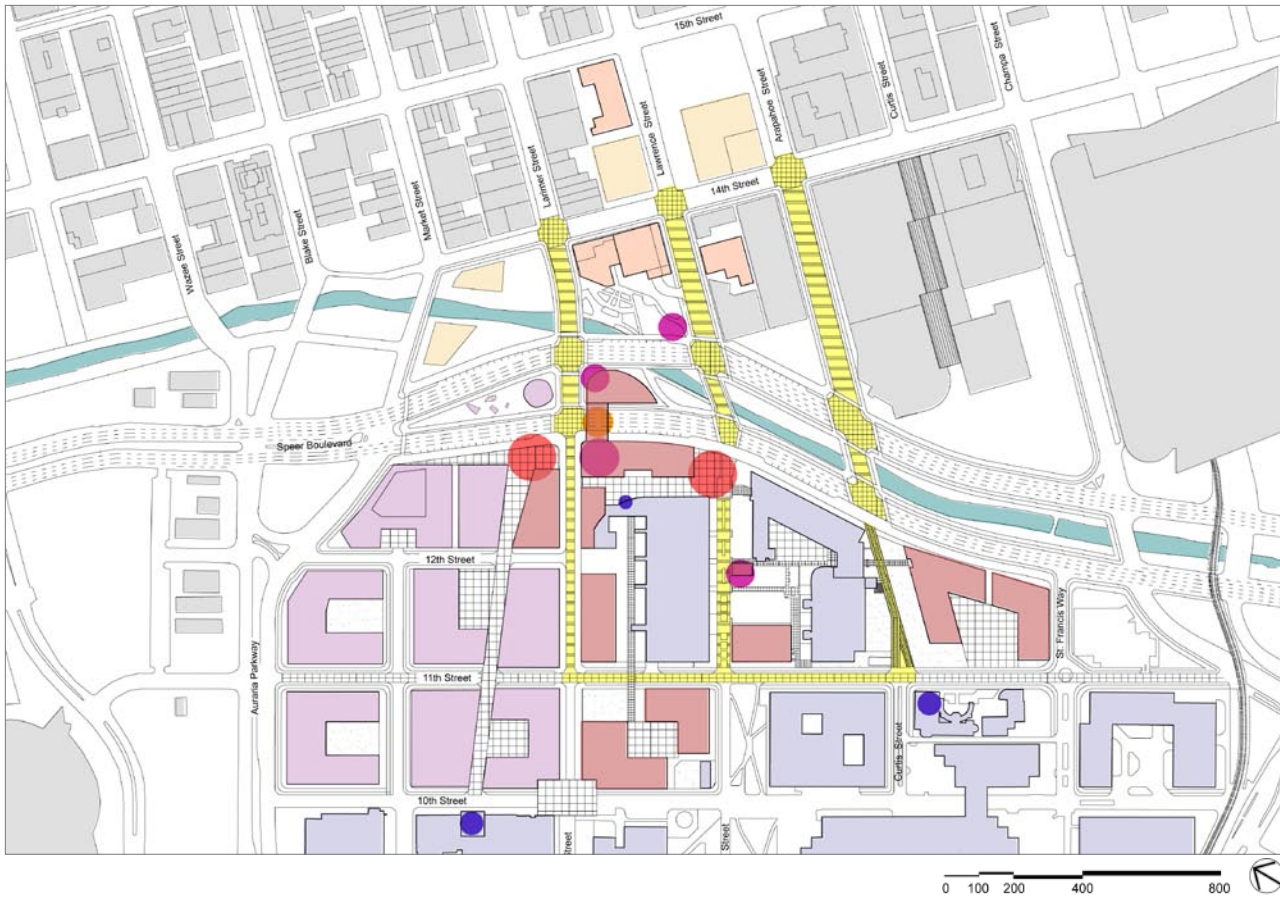 15th Street
Champa Street
Curtis Street
Arapahoe Street
Lawrence Street
Larimer Street
14th Street
Market Street
Blake Street
Wazee Street
Speer Boulevard
12th Street
St. Francis Way
Auraria Parkway
11th Street
Curtis Street
10th Street
Street
Street
0 100 200 400 800